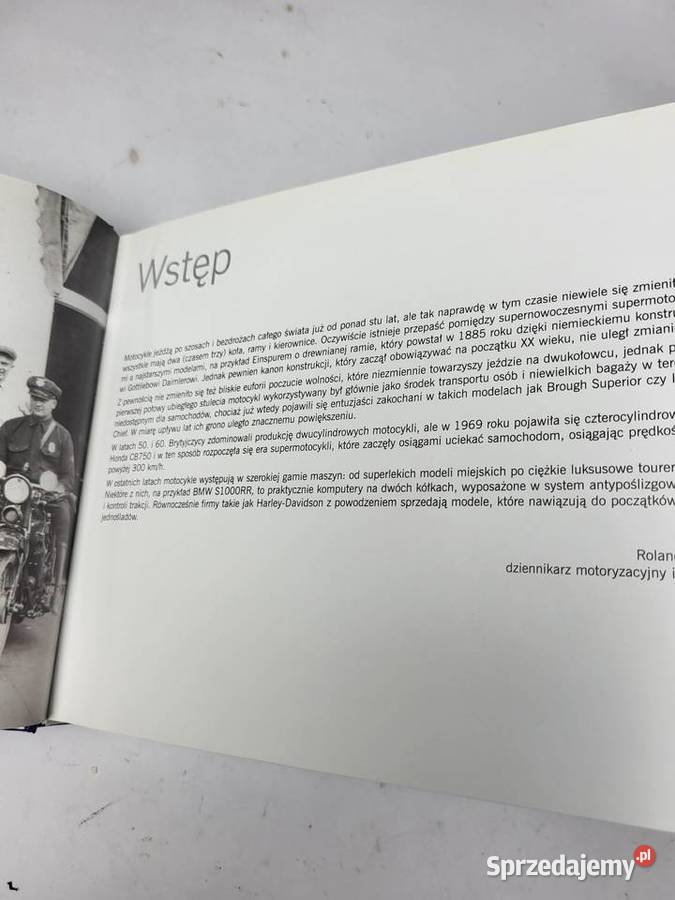 Wstęp
Motocykle jeżdżą po szosach i bezdrożach całego świata już od ponad stu lat, ale tak naprawdę w tym czasie niewiele się zmienił
wszystkie mają dwa (czasem trzy) koła, ramy i kierownice. Oczywiście istnieje przepaść pomiędzy supernowoczesnymi supermoto
mi a najstarszymi modelami, na przykład Einspurem o drewnianej ramie, który powstał w 1885 roku dzięki niemieckiemu konstru
wi Gottliebowi Daimlerowi. Jednak pewien kanon konstrukcji, który zaczął obowiązywać na początku XX wieku, nie uległ zmiani
Z pewnością nie zmieniło się też bliskie euforii poczucie wolności, które niezmiennie towarzyszy jeździe na dwukołowcu, jednak p
pierwszej połowy ubiegłego stulecia motocykl wykorzystywany był głównie jako środek transportu osób i niewielkich bagaży w ter
niedostępnym dla samochodów, chociaż już wtedy pojawili się entuzjaści zakochani w takich modelach jak Brough Superior czy I
Chief. W miarę upływu lat ich grono uległo znacznemu powiększeniu.
W latach 50. i 60. Brytyjczycy zdominowali produkcję dwucylindrowych motocykli, ale w 1969 roku pojawiła się czterocylindrow
Honda CB750 i w ten sposób rozpoczęła się era supermotocykli, które zaczęły osiągami uciekać samochodom, osiągając prędkoś
powyżej 300 km/h.
W ostatnich latach motocykle występują w szerokiej gamie maszyn: od superlekich modeli miejskich po ciężkie luksusowe tourer
Niektóre z nich, na przykład BMW S1000RR, to praktycznie komputery na dwóch kółkach, wyposażone w system antypoślizgow
i kontroli trakcji. Równocześnie firmy takie jak Harley-Davidson z powodzeniem sprzedają modele, które nawiązują do początków
jednośladów.
Rolan
dziennikarz motoryzacyjny i
Sprzedajemy.pl